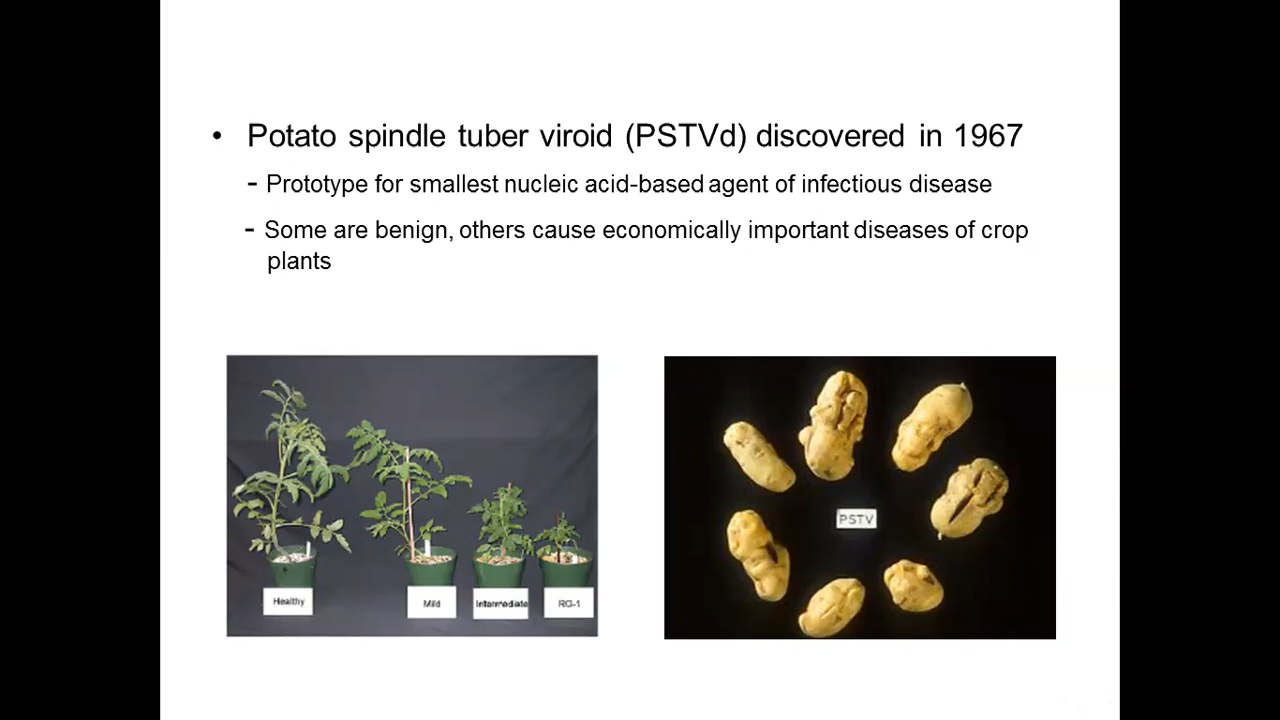 • Potato spindle tuber viroid (PSTVd) discovered in 1967
- Prototype for smallest nucleic acid-based agent of infectious disease
- Some are benign, others cause economically important diseases of crop
plants
Healthy
Mild
Intermediate
RG-1
PSTV